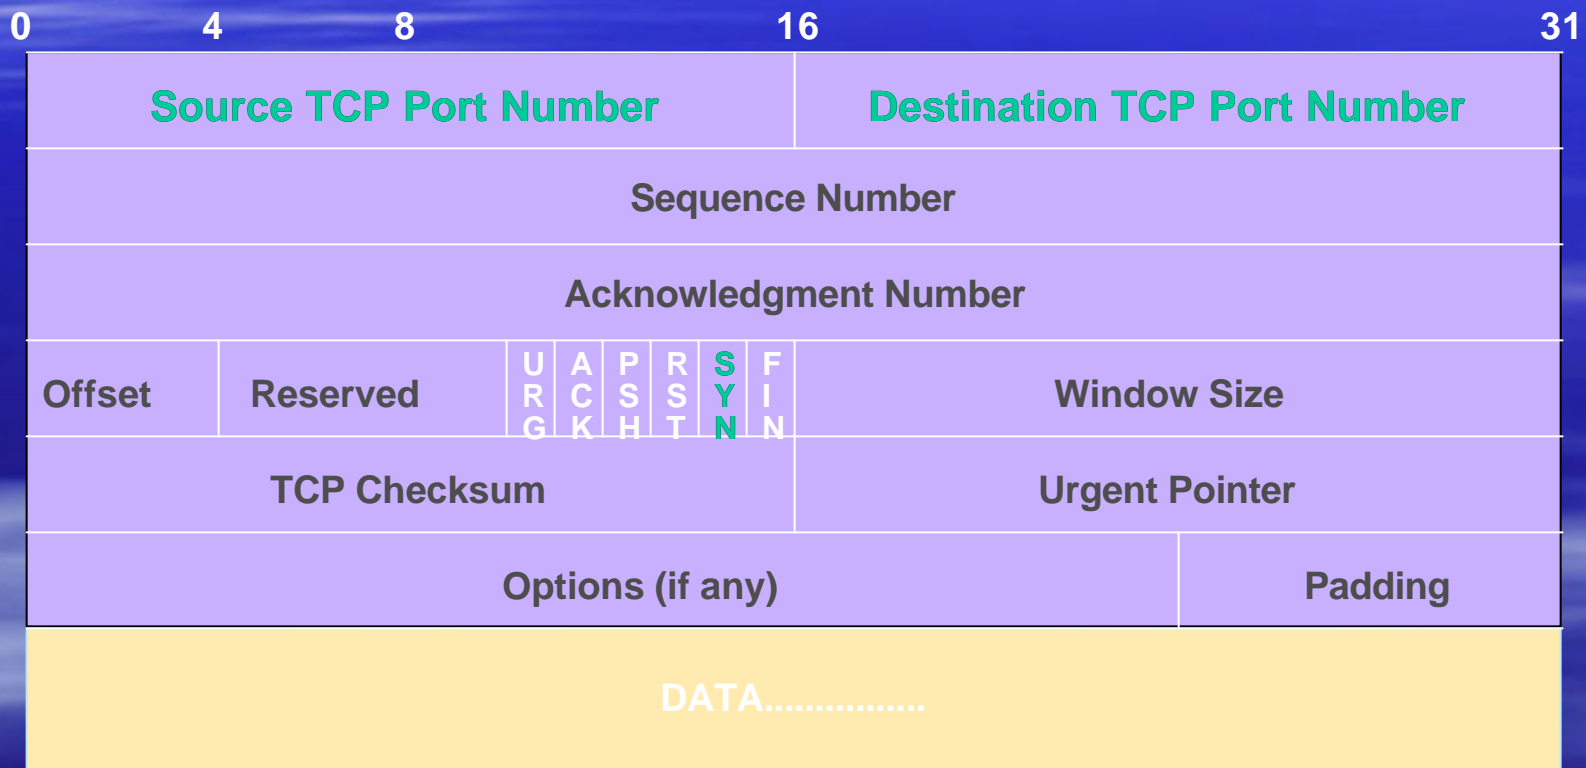 0 4 8 16 31
Source TCP Port Number Destination TCP Port Number
Sequence Number
Acknowledgment Number
Offset Reserved URG ACK PSH RST SYN FIN Window Size
TCP Checksum Urgent Pointer
Options (if any) Padding
DATA................